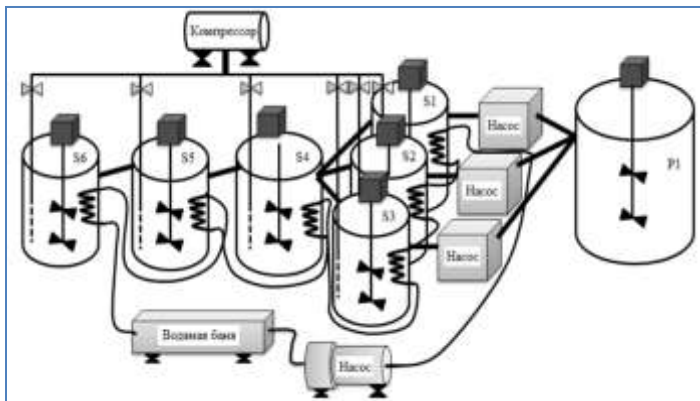 Компрессор
S1
Насос
S6
S5
S4
S2
Насос
P1
S3
Насос
Водяная баня
Насос